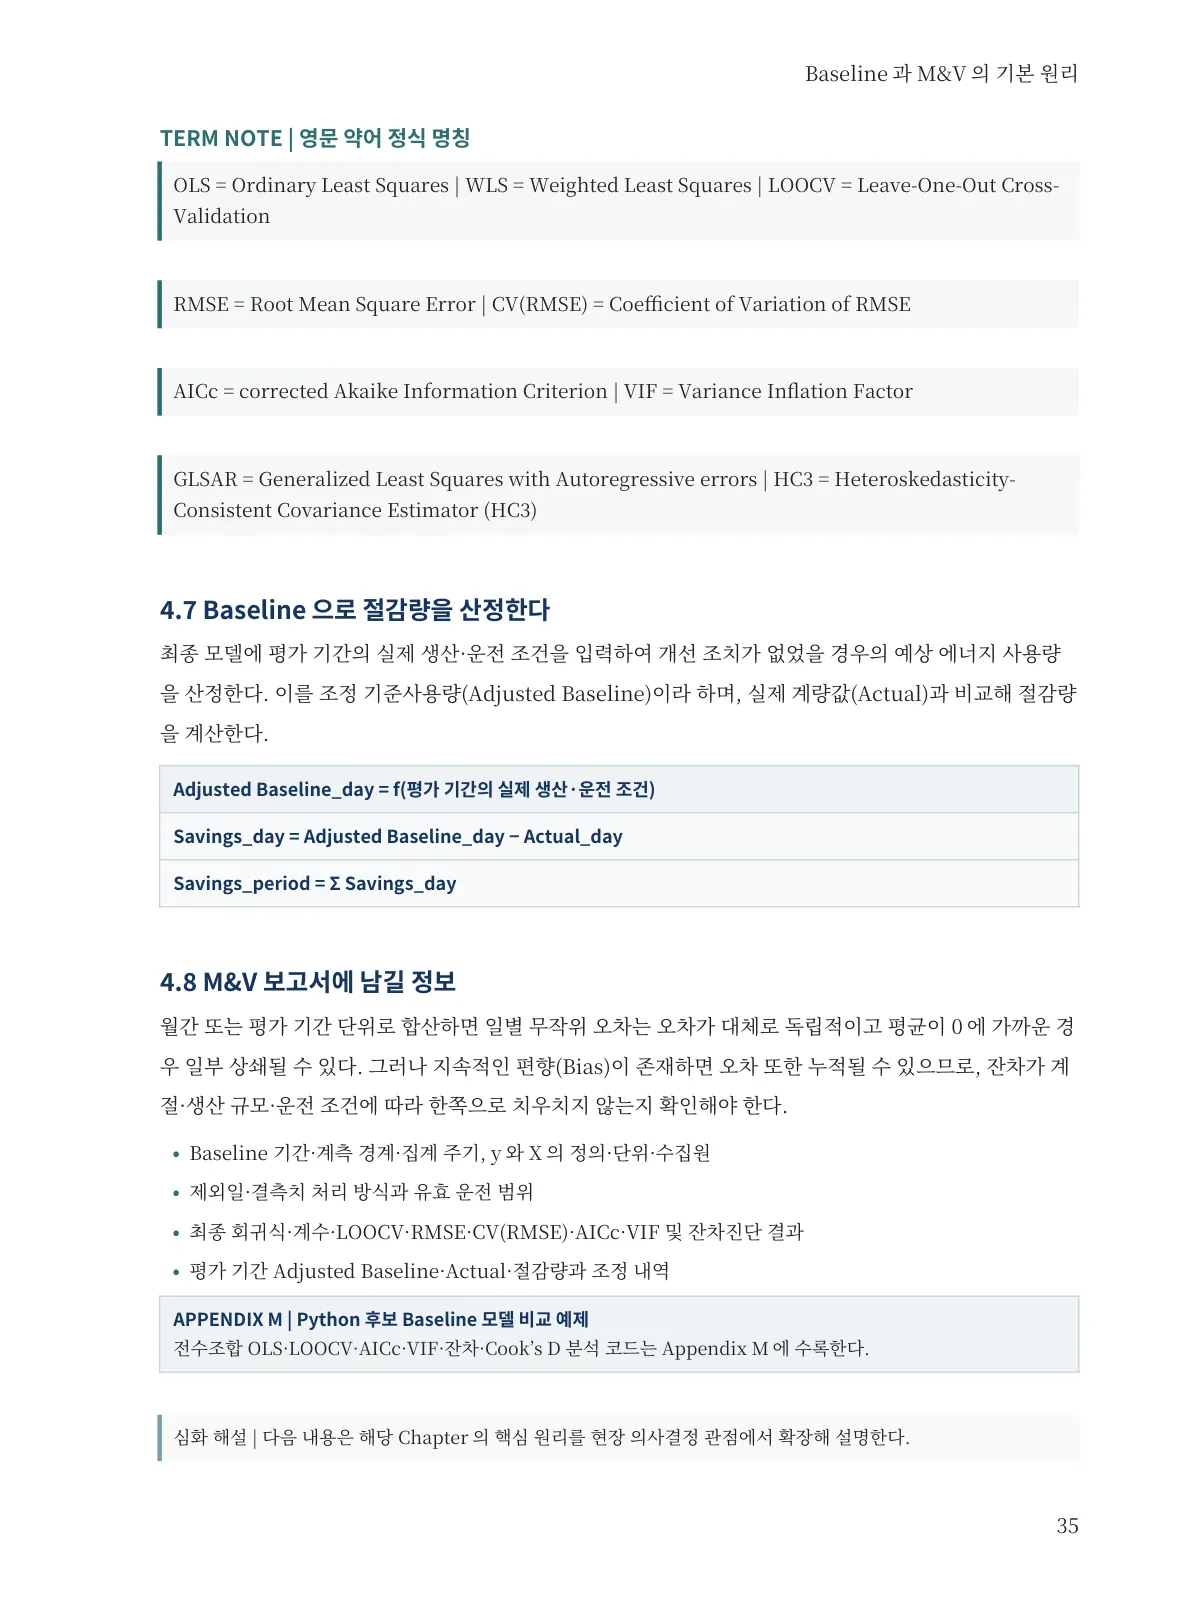 Baseline 과 M&V 의 기본 원리
TERM NOTE | 영문 약어 정식 명칭
OLS = Ordinary Least Squares | WLS = Weighted Least Squares | LOOCV = Leave-One-Out Cross-
Validation
RMSE = Root Mean Square Error | CV(RMSE) = Coefficient of Variation of RMSE
AICc = corrected Akaike Information Criterion | VIF = Variance Inflation Factor
GLSAR = Generalized Least Squares with Autoregressive errors | HC3 = Heteroskedasticity-
Consistent Covariance Estimator (HC3)
4.7 Baseline 으로 절감량을 산정한다
최종 모델에 평가 기간의 실제 생산·운전 조건을 입력하여 개선 조치가 없었을 경우의 예상 에너지 사용량
을 산정한다. 이를 조정 기준사용량(Adjusted Baseline)이라 하며, 실제 계량값(Actual)과 비교해 절감량
을 계산한다.
Adjusted Baseline_day = f(평가 기간의 실제 생산·운전 조건)
Savings_day = Adjusted Baseline_day − Actual_day
Savings_period = Σ Savings_day
4.8 M&V 보고서에 남길 정보
월간 또는 평가 기간 단위로 합산하면 일별 무작위 오차는 오차가 대체로 독립적이고 평균이 0 에 가까운 경
우 일부 상쇄될 수 있다. 그러나 지속적인 편향(Bias)이 존재하면 오차 또한 누적될 수 있으므로, 잔차가 계
절·생산 규모·운전 조건에 따라 한쪽으로 치우치지 않는지 확인해야 한다.
• Baseline 기간·계측 경계·집계 주기, y 와 X 의 정의·단위·수집원
• 제외일·결측치 처리 방식과 유효 운전 범위
• 최종 회귀식·계수·LOOCV·RMSE·CV(RMSE)·AICc·VIF 및 잔차진단 결과
• 평가 기간 Adjusted Baseline·Actual·절감량과 조정 내역
APPENDIX M | Python 후보 Baseline 모델 비교 예제
전수조합 OLS·LOOCV·AICc·VIF·잔차·Cook’s D 분석 코드는 Appendix M 에 수록한다.
심화 해설 | 다음 내용은 해당 Chapter 의 핵심 원리를 현장 의사결정 관점에서 확장해 설명한다.
35